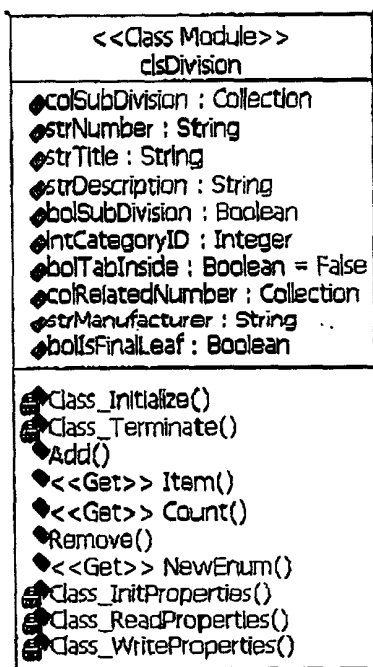 <<Class Module>>
clsDivision
colSubDivision : Collection
strNumber : String
strTitle : String
strDescription : String
bolSubDivision : Boolean
intCategoryID : Integer
bolTabInside : Boolean = False
colRelatedNumber : Collection
strManufacturer : String
bolIsFinalLeaf : Boolean
Class_Initialize()
Class_Terminate()
Add()
<<Get>> Item()
<<Get>> Count()
Remove()
<<Get>> NewEnum()
Class_InitProperties()
Class_ReadProperties()
Class_WriteProperties()